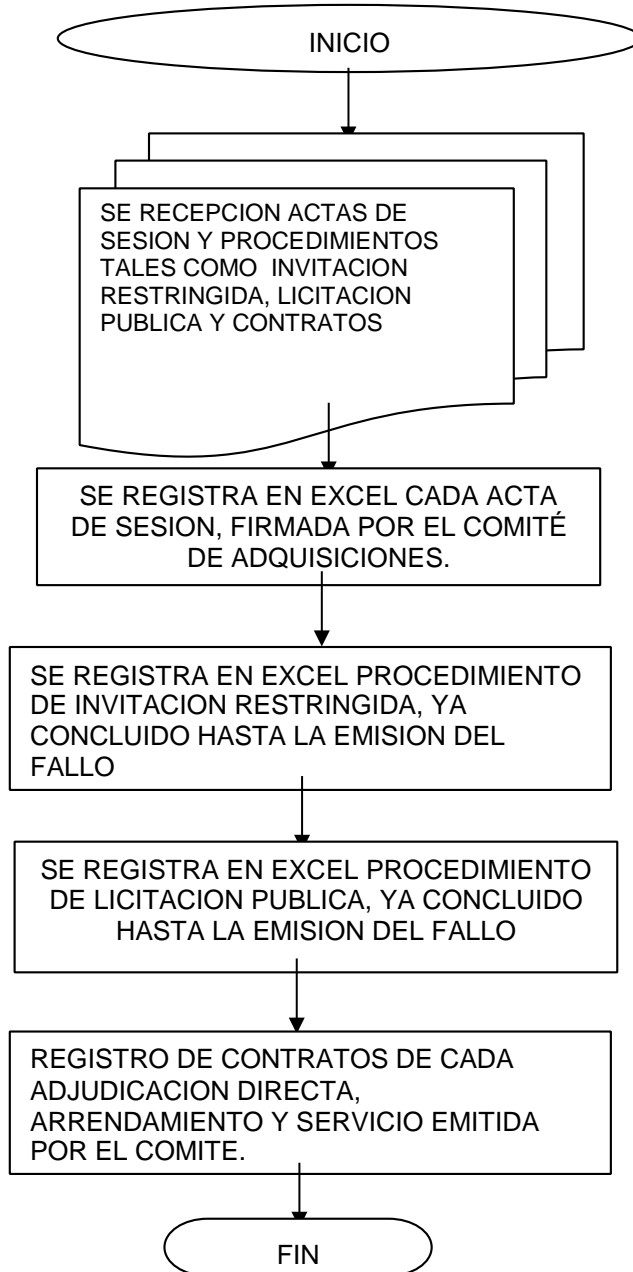 INICIO
SE RECEPCION ACTAS DE
SESION Y PROCEDIMIENTOS
TALES COMO INVITACION
RESTRINGIDA, LICITACION
PUBLICA Y CONTRATOS
SE REGISTRA EN EXCEL CADA ACTA
DE SESION, FIRMADA POR EL COMITÉ
DE ADQUISICIONES.
SE REGISTRA EN EXCEL PROCEDIMIENTO
DE INVITACION RESTRINGIDA, YA
CONCLUIDO HASTA LA EMISION DEL
FALLO
SE REGISTRA EN EXCEL PROCEDIMIENTO
DE LICITACION PUBLICA, YA CONCLUIDO
HASTA LA EMISION DEL FALLO
REGISTRO DE CONTRATOS DE CADA
ADJUDICACION DIRECTA,
ARRENDAMIENTO Y SERVICIO EMITIDA
POR EL COMITE.
FIN